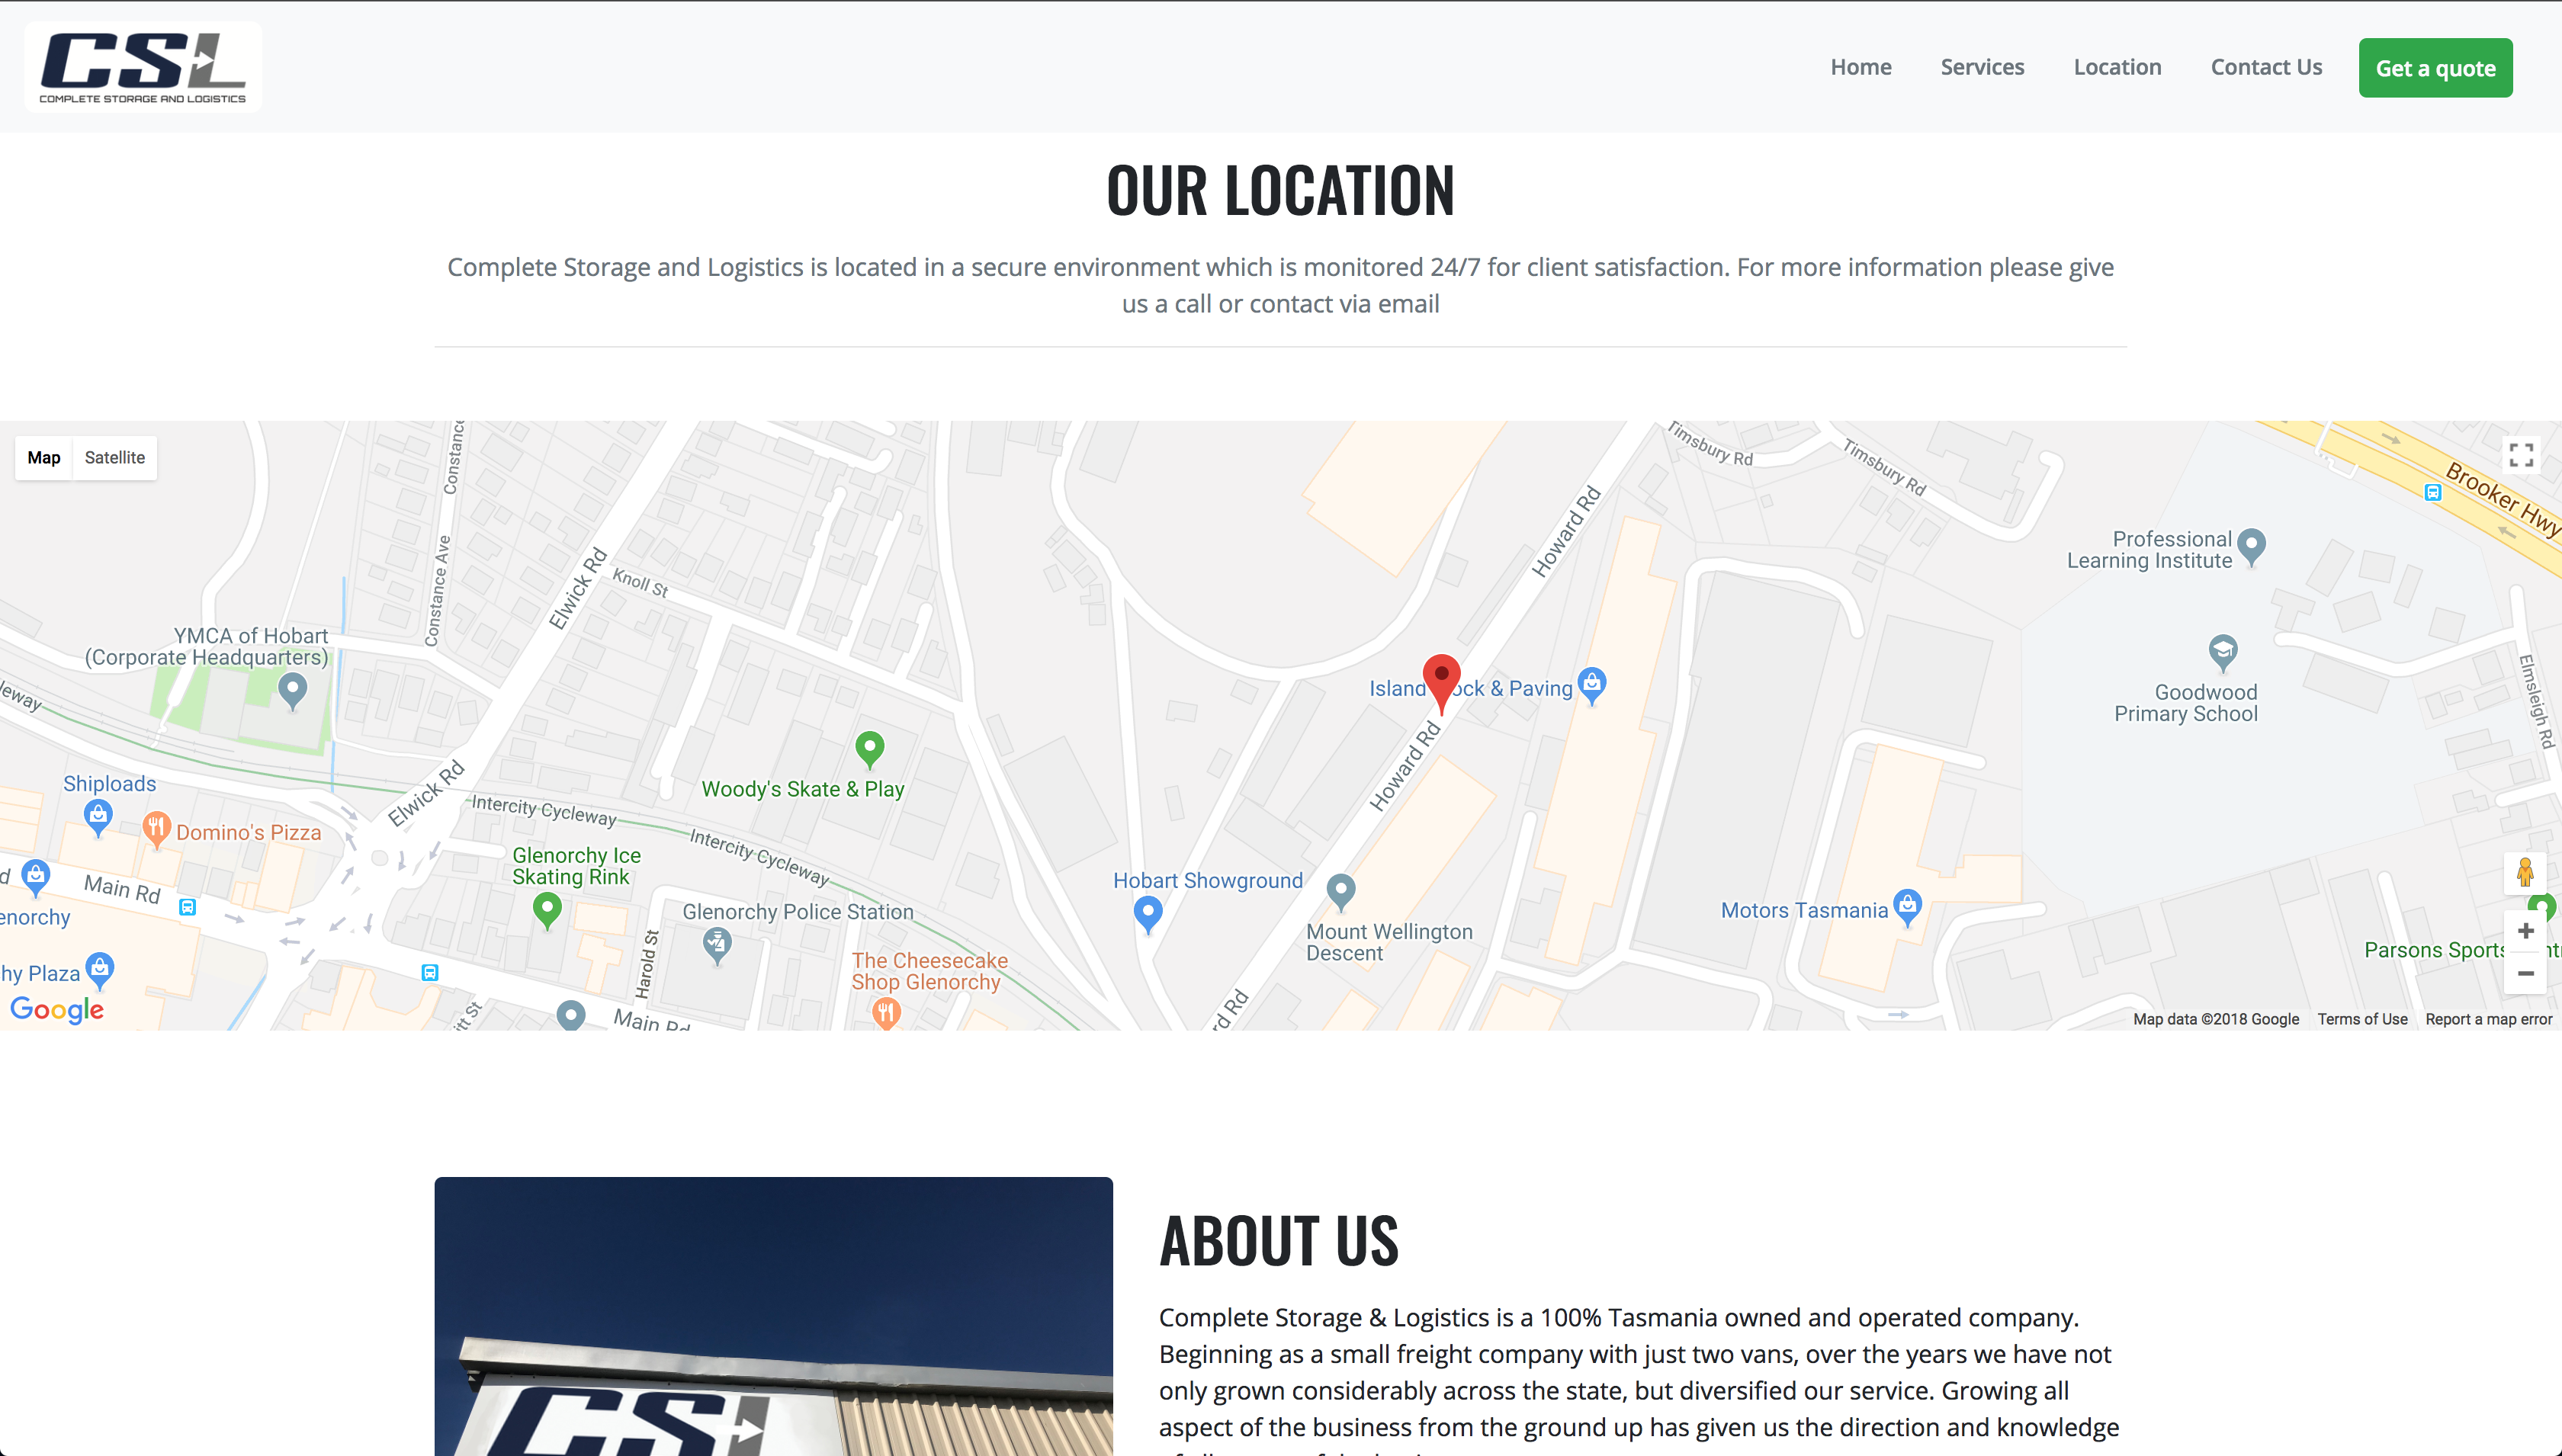 CSL
COMPLETE STORAGE AND LOGISTICS
Home
Services
Location
Contact Us
Get a quote
OUR LOCATION
Complete Storage and Logistics is located in a secure environment which is monitored 24/7 for client satisfaction. For more information please give
us a call or contact via email
Map
Satellite
Constance
Constance Ave
Elwick Rd
Knoll St
Howard Rd
Timsbury Rd
Timsbury Rd
Brooker Hwy
Professional
Learning Institute
YMCA of Hobart
(Corporate Headquarters)
Goodwood
Primary School
Elmsleigh Rd
Island
ock & Paving
Howard Rd
Woody's Skate & Play
Shiploads
Domino's Pizza
Elwick Rd
Intercity Cycleway
Intercity Cycleway
Glenorchy Ice
Skating Rink
Main Rd
enorchy
Glenorchy Police Station
Harold St
Hobart Showground
Mount Wellington
Descent
Motors Tasmania
Parsons Sports
hy Plaza
The Cheesecake
Shop Glenorchy
Main Rd
itt St
rd Rd
Google
Map data ©2018 Google
Terms of Use
Report a map error
ABOUT US
Complete Storage & Logistics is a 100% Tasmania owned and operated company.
Beginning as a small freight company with just two vans, over the years we have not
only grown considerably across the state, but diversified our service. Growing all
aspect of the business from the ground up has given us the direction and knowledge
CSL